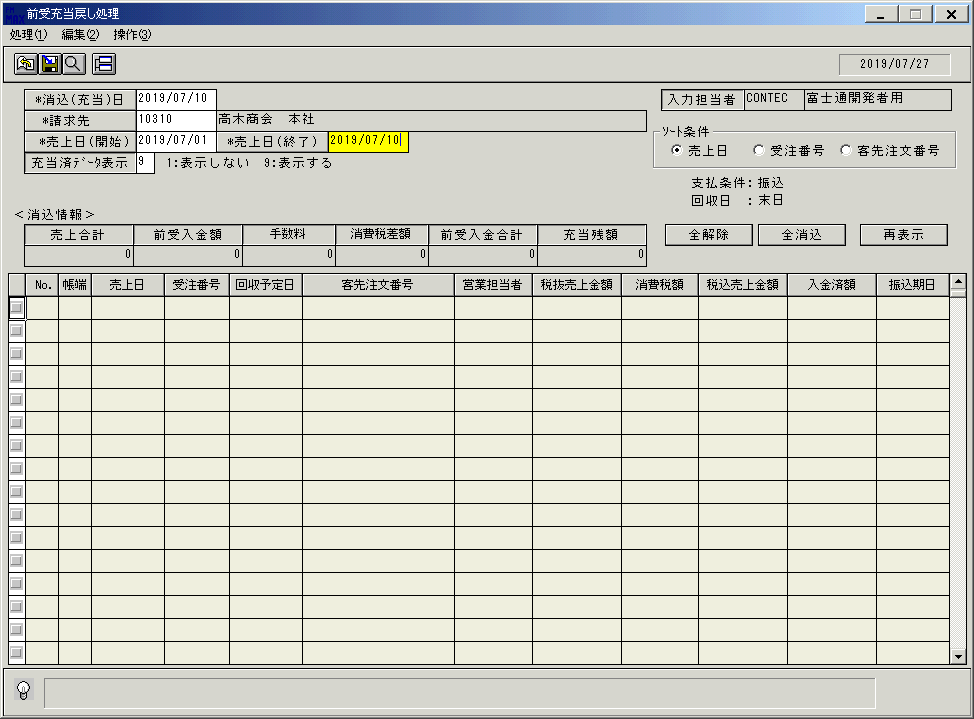 前受充当戻し処理
処理(1) 編集(2) 操作(3)
2019/07/27
*消込(充当)日 2019/07/10
入力担当者 CONTEC 富士通開発者用
*請求先 10310 高木商会 本社
*売上日(開始) 2019/07/01 *売上日(終了) 2019/07/10
ソート条件
売上日 受注番号 客先注文番号
充当済データ表示 9 1:表示しない 9:表示する
支払条件: 振込
回収日 : 末日
<消込情報>
売上合計 前受入金額 手数料 消費税差額 前受入金合計 充当残額
0 0 0 0 0 0
全解除 全消込 再表示
No. 帳端 売上日 受注番号 回収予定日 客先注文番号 営業担当者 税抜売上金額 消費税額 税込売上金額 入金済額 振込期日